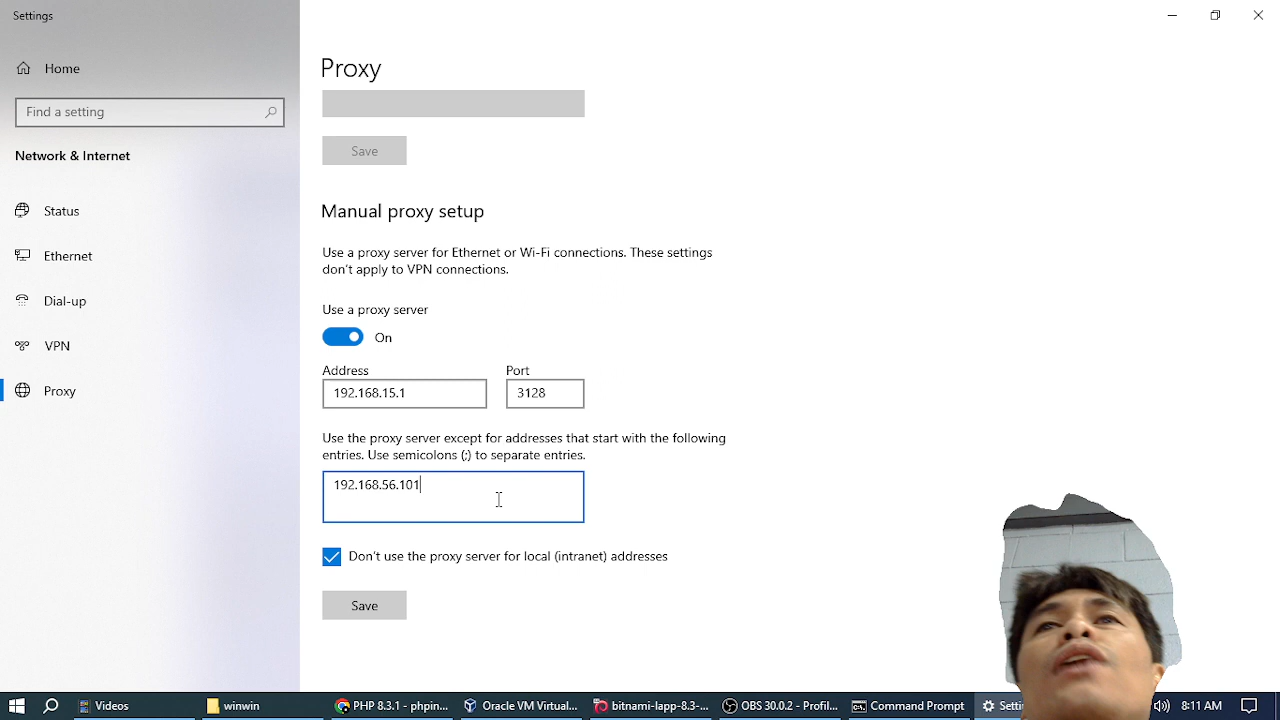 Settings
Home
Find a setting
Network & Internet
Status
Ethernet
Dial-up
VPN
Proxy
Proxy
Save
Manual proxy setup
Use a proxy server for Ethernet or Wi-Fi connections. These settings
don't apply to VPN connections.
Use a proxy server
On
Address Port
192.168.15.1 3128
Use the proxy server except for addresses that start with the following
entries. Use semicolons (;) to separate entries.
192.168.56.101
Don't use the proxy server for local (intranet) addresses
Save
Videos winwin PHP 8.3.1 - phpin... Oracle VM Virtual... bitnami-lapp-8.3-... OBS 30.0.2 - Profil... Command Prompt Setti 8:11 AM